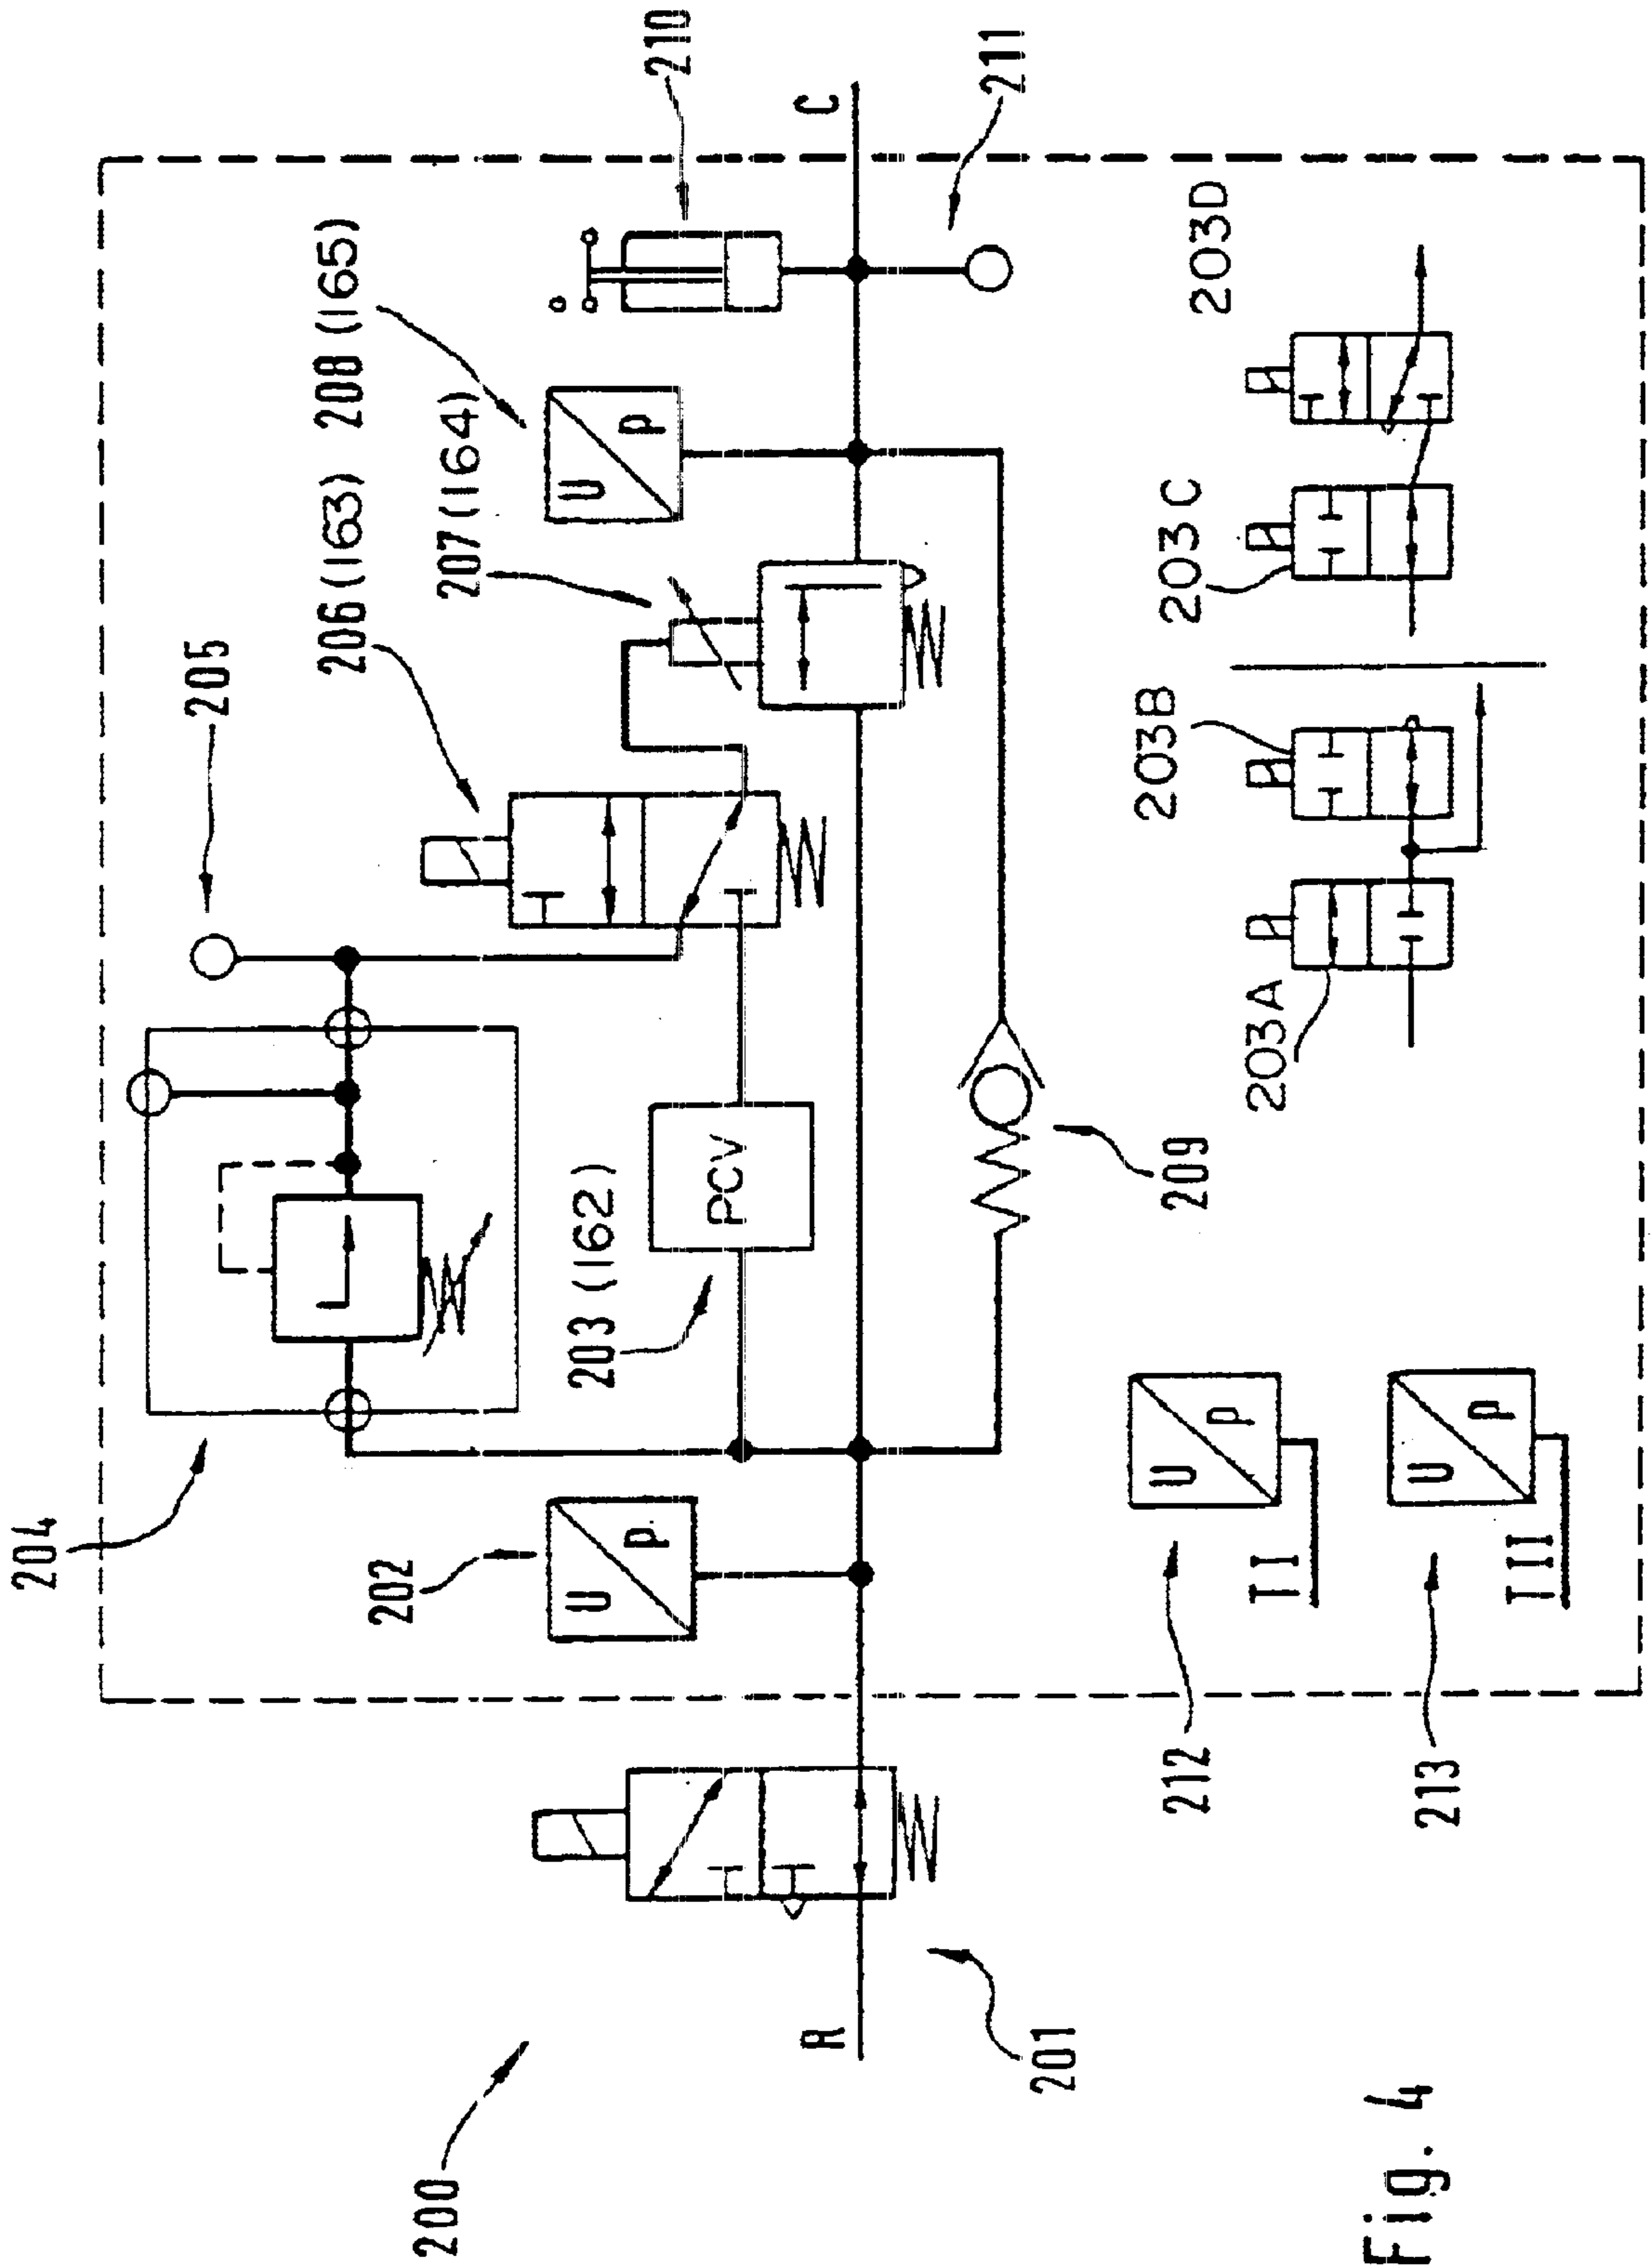 204
205
206 (163)
208 (165)
210
202
203 (162)
207 (164)
U P
PCV
U P
200
R
C
201
209
211
212
U P
TI
203A
203B
203C
203D
213
U P
TII
Fig. 4